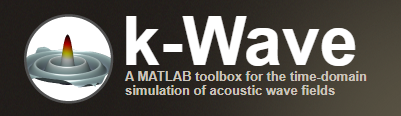 k-Wave
A MATLAB toolbox for the time-domain
simulation of acoustic wave fields